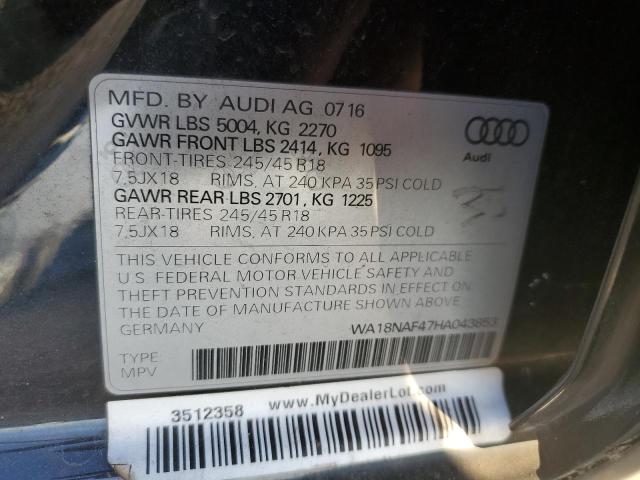 MFD. BY AUDI AG 07 16
GVWR LBS 5004, KG 2270
GAWR FRONT LBS 2414, KG 1095
FRONT-TIRES 245/45 R18
7,5JX18 RIMS, AT 240 KPA 35 PSI COLD
GAWR REAR LBS 2701, KG 1225
REAR-TIRES 245/45 R18
7,5JX18 RIMS, AT 240 KPA 35 PSI COLD
Audi
THIS VEHICLE CONFORMS TO ALL APPLICABLE
U.S. FEDERAL MOTOR VEHICLE SAFETY AND
THEFT PREVENTION STANDARDS IN EFFECT ON
THE DATE OF MANUFACTURE SHOWN ABOVE
GERMANY WA18NAF47HA043853
TYPE:
MPV
3512358 www.MyDealerLot.com